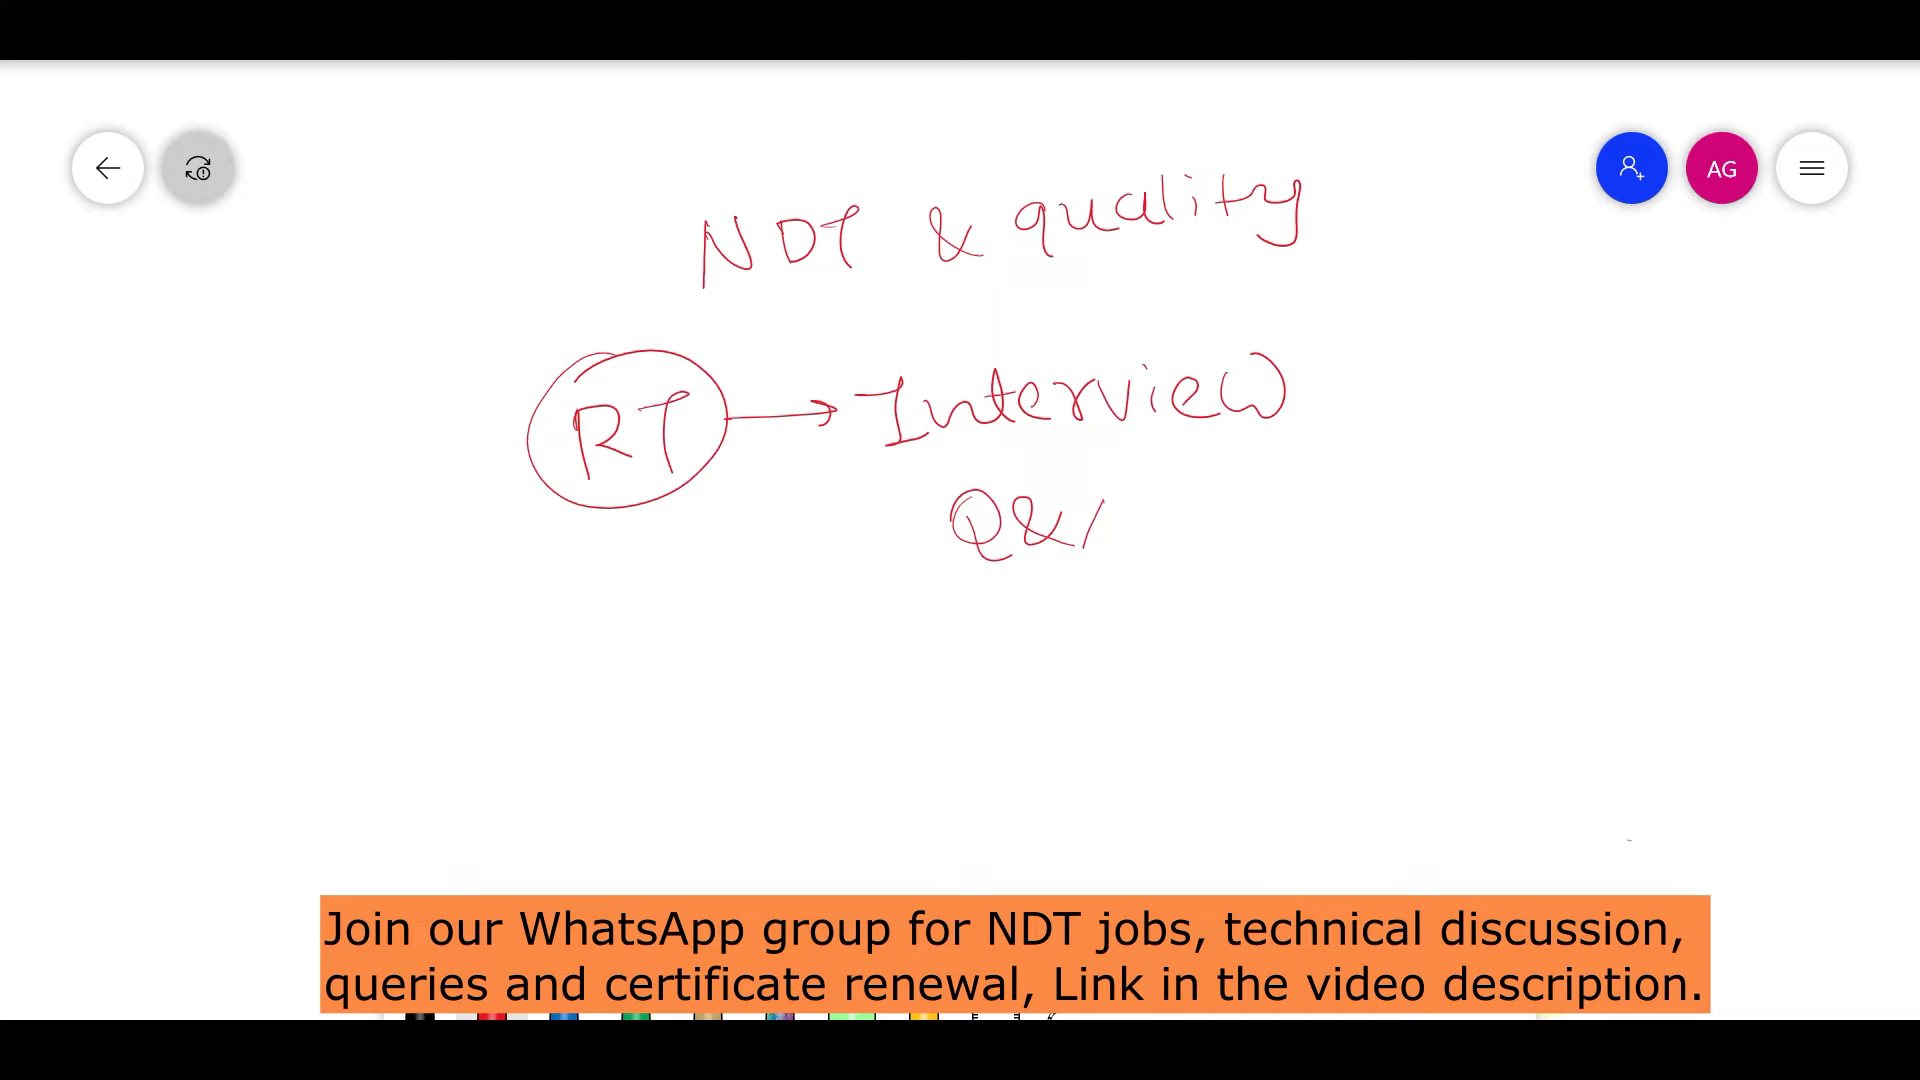 AG
NDT & quality
RT → Interview
Q&
Join our WhatsApp group for NDT jobs, technical discussion,
queries and certificate renewal, Link in the video description.